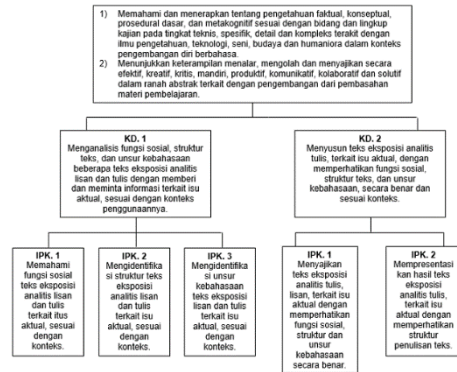 1) Memahami dan menerapkan tentang pengetahuan faktual, konseptual,
prosedural dasar, dan metakognitif sesuai dengan bidang dan lingkup
kajian pada tingkat teknis, spesifik, detail dan kompleks terakit dengan
ilmu pengetahuan, teknologi, seni, budaya dan humaniora dalam konteks
pengembangan diri berbahasa.
2) Menunjukkan keterampilan menalar, mengolah dan menyajikan secara
efektif, kreatif, kritis, mandiri, produktif, komunikatif, kolaboratif dan solutif
dalam ranah abstrak terkait dengan pengembangan dari pembasahan
materi pembelajaran.
KD. 1
Menganalisis fungsi sosial, struktur
teks, dan unsur kebahasaan
beberapa teks eksposisi analitis
lisan dan tulis dengan memberi
dan meminta informasi terkait isu
aktual, sesuai dengan konteks
penggunaannya.
KD. 2
Menyusun teks eksposisi analitis
tulis, terkait isu aktual, dengan
memperhatikan fungsi sosial,
struktur teks, dan unsur
kebahasaan, secara benar dan
sesuai konteks.
IPK. 1
Memahami
fungsi sosial
teks eksposisi
analitis lisan
dan tulis
terkait itus
aktual, sesuai
dengan
konteks.
IPK. 2
Mengidentifika
si struktur teks
eksposisi
analitis lisan
dan tulis
terkait isu
aktual, sesuai
dengan
konteks.
IPK. 3
Mengidentifika
si unsur
kebahasaan
teks eksposisi
lisan dan tulis
terkait isu
aktual, sesuai
dengan
konteks.
IPK. 1
Menyajikan
teks eksposisi
analitis tulis,
lisan, terkait isu
aktual dengan
memperhatikan
fungsi sosial,
struktur dan
unsur
kebahasaan
secara benar.
IPK. 2
Mempresentasi
kan hasil teks
eksposisi
analitis tulis,
terkait isu
aktual dengan
memperhatikan
struktur
penulisan teks.